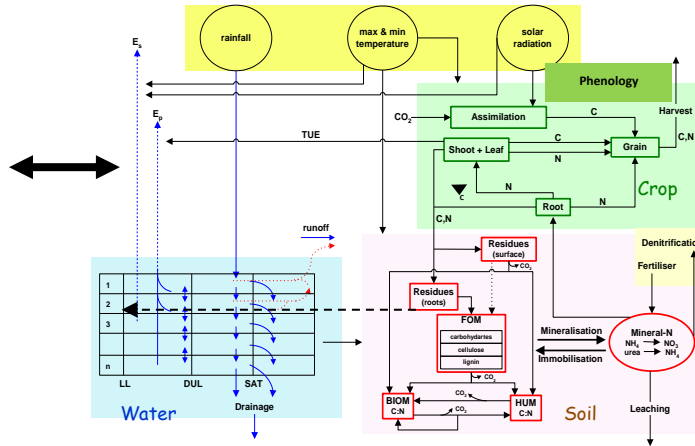 rainfall
max & min
temperature
solar
radiation
Es
Phenology
Ep
CO2
Assimilation
C
Harvest
TUE
Shoot + Leaf
C
N
Grain
C,N
Crop
C
N
Root
N
C,N
runoff
Residues
(surface)
CO2
Denitrification
Fertiliser
1
2
3
n
Residues
(roots)
FOM
carbohydartes
cellulose
lignin
Mineralisation
Immobilisation
Mineral-N
NH4 NO3
urea NH4
CO2
LL
DUL
SAT
BIOM
C:N
CO2
CO2
HUM
C:N
Water
Drainage
Soil
Leaching